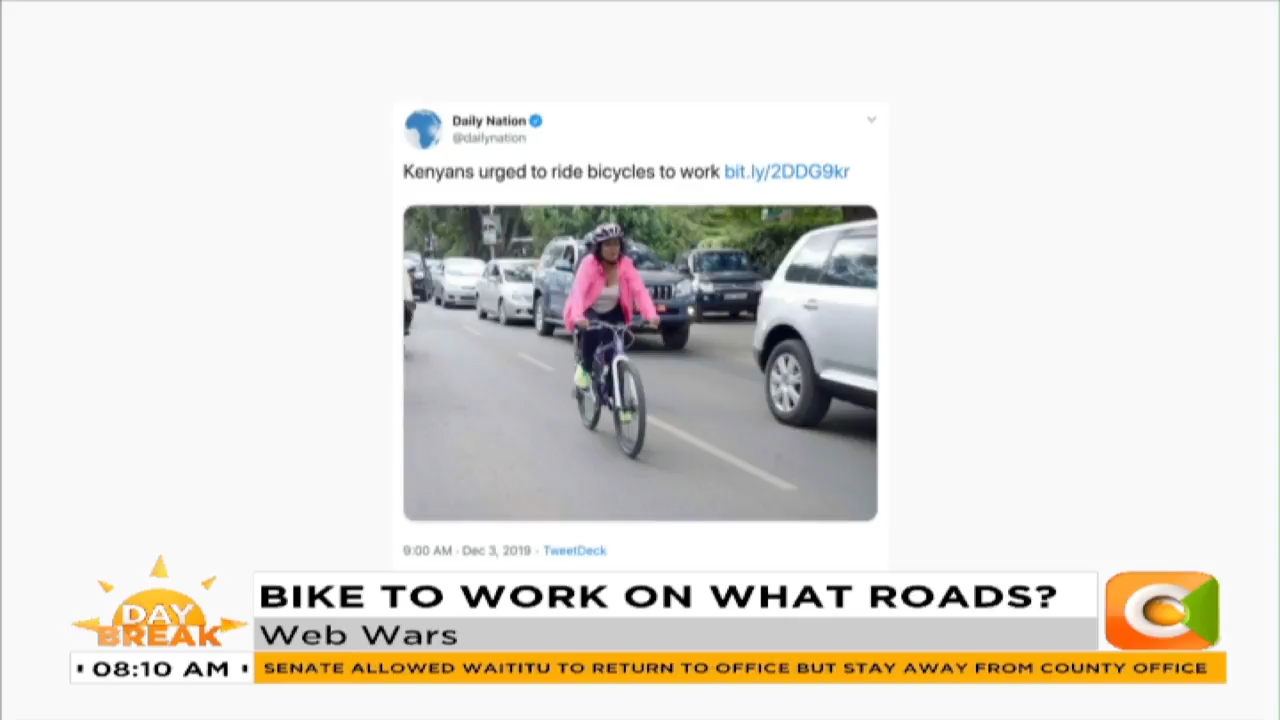 Daily Nation
@dailynation
Kenyans urged to ride bicycles to work bit.ly/2DDG9kr
9:00 AM · Dec 3, 2019 · TweetDeck
DAY
BREAK
BIKE TO WORK ON WHAT ROADS?
Web Wars
08:10 AM
SENATE ALLOWED WAITITU TO RETURN TO OFFICE BUT STAY AWAY FROM COUNTY OFFICE